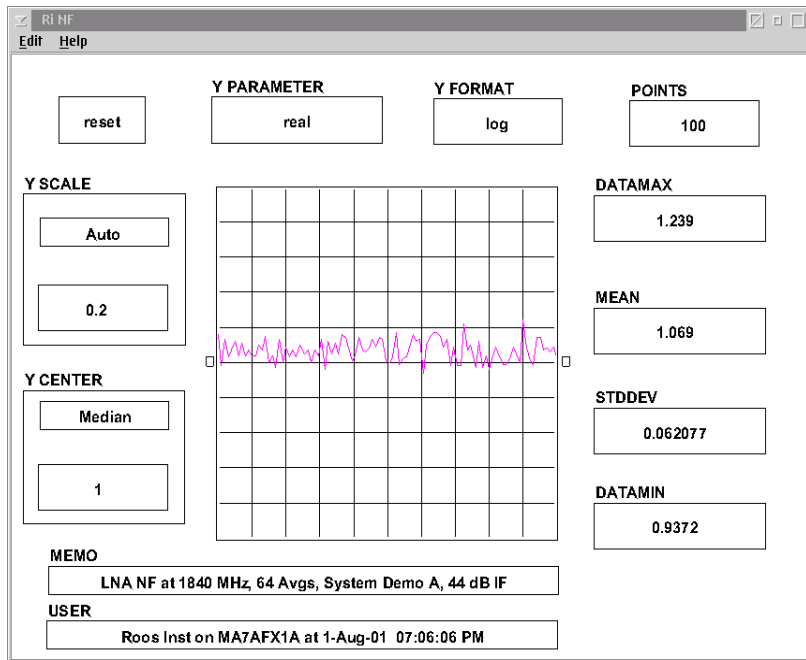 Ri NF
Edit Help
Y PARAMETER
Y FORMAT
POINTS
reset
real
log
100
Y SCALE
Auto
0.2
DATAMAX
1.239
MEAN
1.069
Y CENTER
Median
1
STDDEV
0.062077
DATAMIN
0.9372
MEMO
LNA NF at 1840 MHz, 64 Avgs, System Demo A, 44 dB IF
USER
Roos Inst on MA7AFX1A at 1-Aug-01 07:06:06 PM